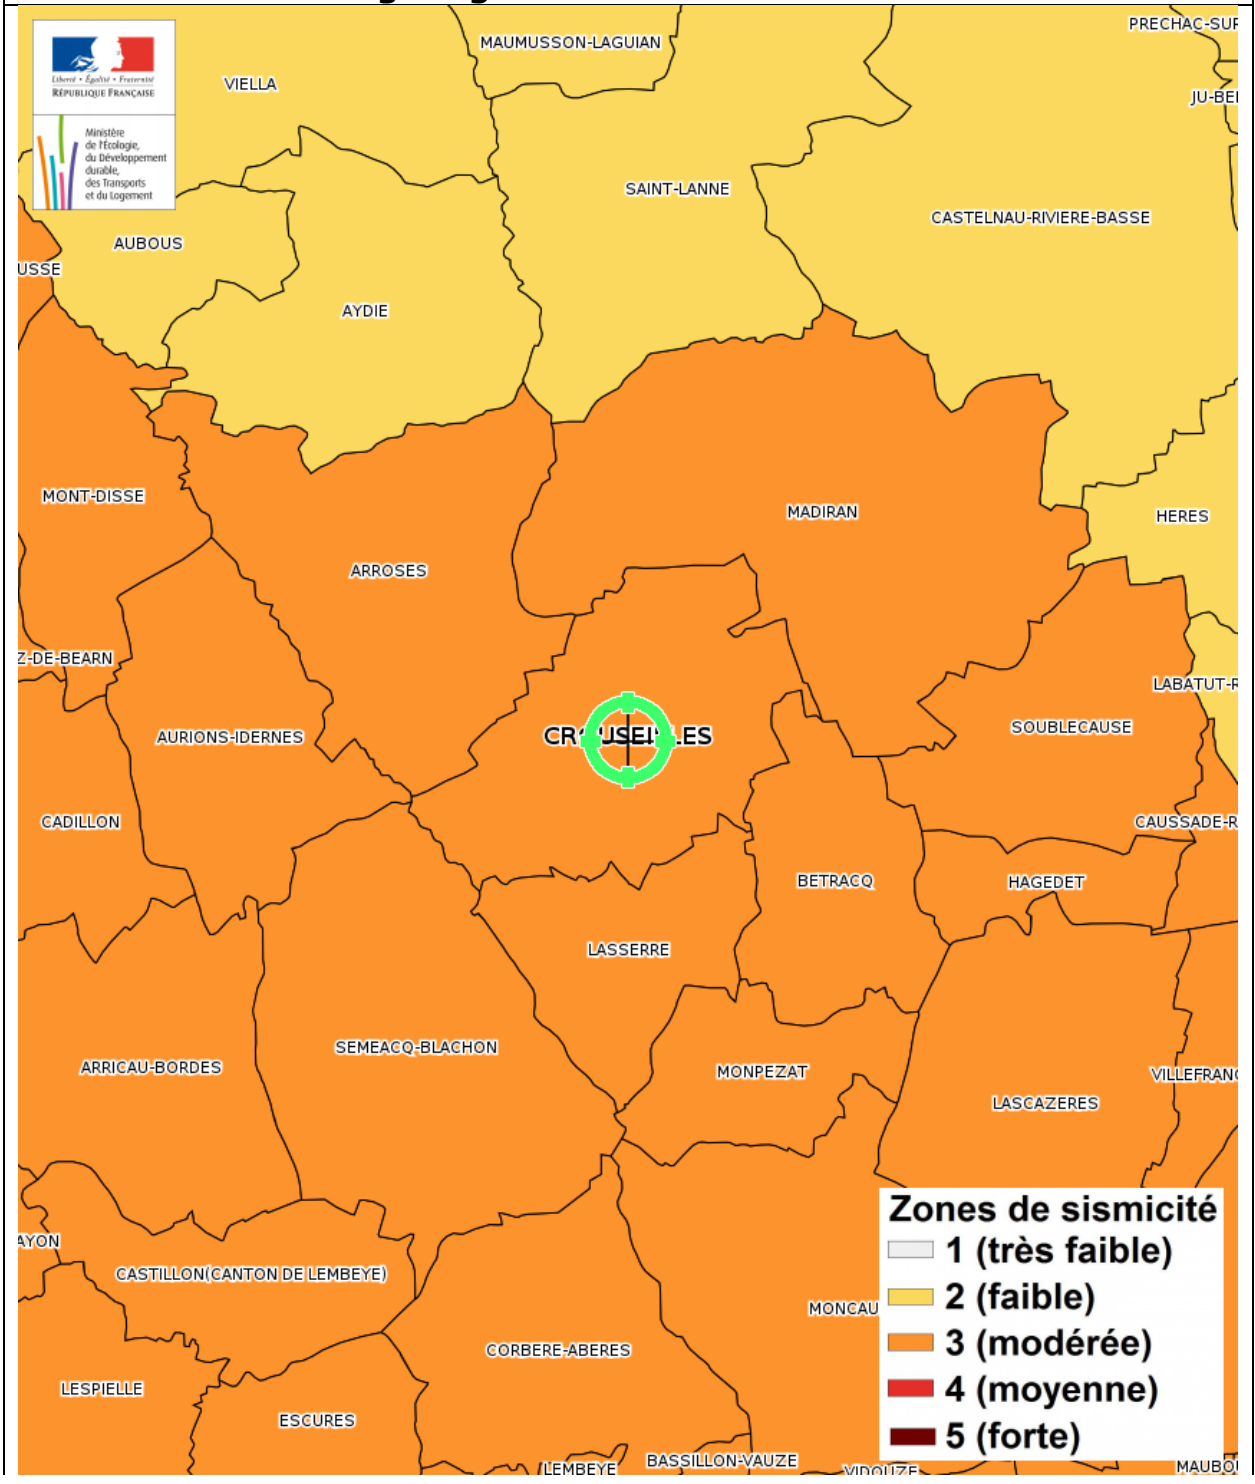 MAUMUSSON-LAGUIAN
PRECHAC-SUR
VIELLA
JU-BE
Liberté • Égalité • Fraternité
RÉPUBLIQUE FRANÇAISE
Ministère
de l'Écologie,
du Développement
durable,
des Transports
et du Logement
SAINT-LANNE
CASTELNAU-RIVIERE-BASSE
AUBOUS
USSE
AYDIE
MONT-DISSE
MADIRAN
HERES
ARROSES
Z-DE-BEARN
LABATUT-R
AURIONS-IDERNES
CROUSEILLES
SOUBLECAUSE
CADILLON
CAUSSADE-R
BETRACQ
HAGEDET
LASSERRE
SEMEACQ-BLACHON
ARRICAU-BORDES
MONPEZAT
VILLEFRANC
LASCAZERES
Zones de sismicité
1 (très faible)
2 (faible)
3 (modérée)
4 (moyenne)
5 (forte)
AYON
CASTILLON(CANTON DE LEMBEYE)
MONCAU
CORBERE-ABERES
LESPIELLE
ESCURES
BASSILLON-VAUZE
LEMBEYE
VIDOUZE
MAUBOU